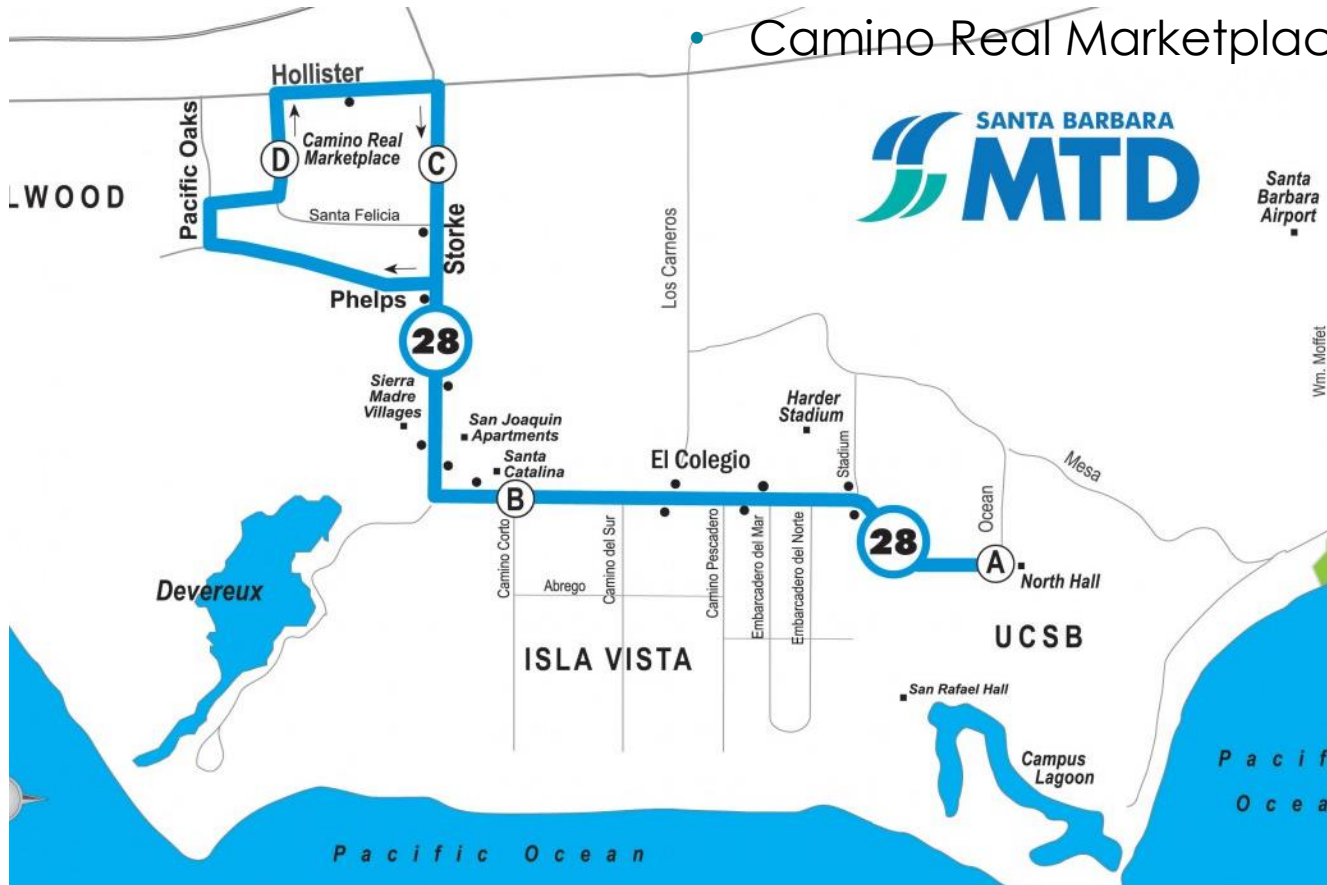 • Camino Real Marketplac
Hollister
Pacific Oaks
D
Camino Real
Marketplace
C
LWOOD
Santa Felicia
Storke
Phelps
28
Los Carneros
SANTA BARBARA
MTD
Santa
Barbara
Airport
Wm. Moffet
Sierra
Madre
Villages
San Joaquin
Apartments
Santa
Catalina
B
El Colegio
Harder
Stadium
Stadium
Mesa
Ocean
28
A
North Hall
Camino Corto
Camino del Sur
Camino Pescadero
Embarcadero del Mar
Embarcadero del Norte
Abrego
Devereux
ISLA VISTA
UCSB
San Rafael Hall
Campus
Lagoon
Pacif
Ocea
Pacific Ocean